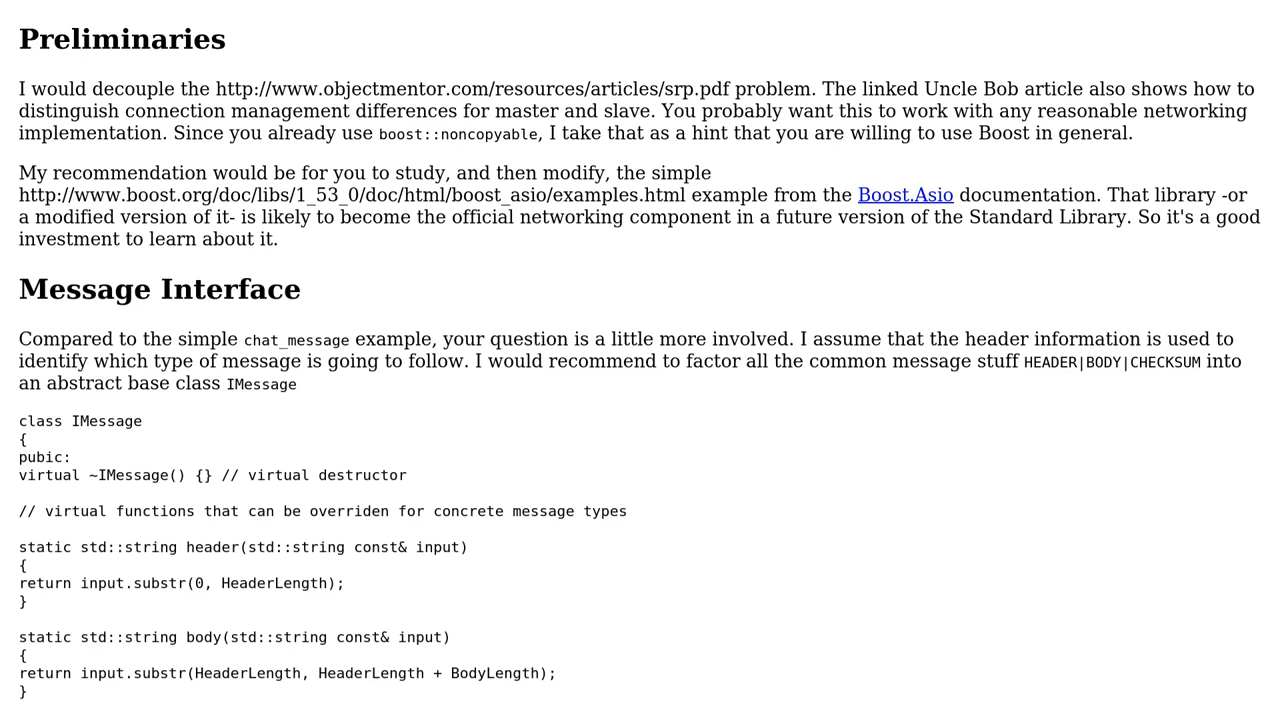 Preliminaries
I would decouple the http://www.objectmentor.com/resources/articles/srp.pdf problem. The linked Uncle Bob article also shows how to
distinguish connection management differences for master and slave. You probably want this to work with any reasonable networking
implementation. Since you already use boost::noncopyable, I take that as a hint that you are willing to use Boost in general.
My recommendation would be for you to study, and then modify, the simple
http://www.boost.org/doc/libs/1_53_0/doc/html/boost_asio/examples.html example from the Boost.Asio documentation. That library -or
a modified version of it- is likely to become the official networking component in a future version of the Standard Library. So it's a good
investment to learn about it.
Message Interface
Compared to the simple chat_message example, your question is a little more involved. I assume that the header information is used to
identify which type of message is going to follow. I would recommend to factor all the common message stuff HEADER|BODY|CHECKSUM into
an abstract base class IMessage
class IMessage
{
pubic:
virtual ~IMessage() {} // virtual destructor
// virtual functions that can be overriden for concrete message types
static std::string header(std::string const& input)
{
return input.substr(0, HeaderLength);
}
static std::string body(std::string const& input)
{
return input.substr(HeaderLength, HeaderLength + BodyLength);
}